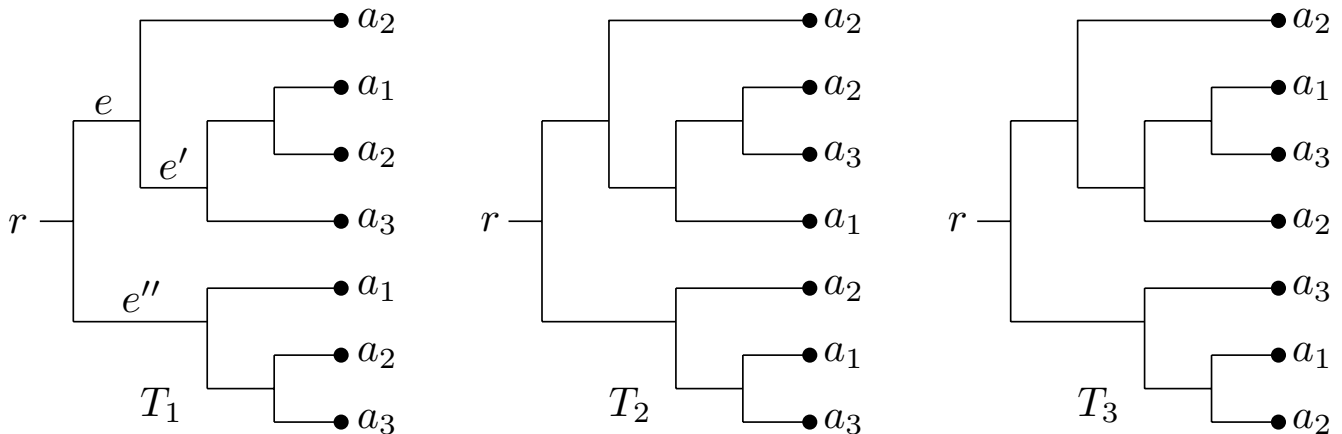 a₂ a₂ a₂
a₁ a₂ a₁
e
a₂ a₃ a₃
e′
r a₃ r a₁ r a₂
a₁ a₂ a₃
e″
a₂ a₁ a₁
T₁ a₃ T₂ a₃ T₃ a₂